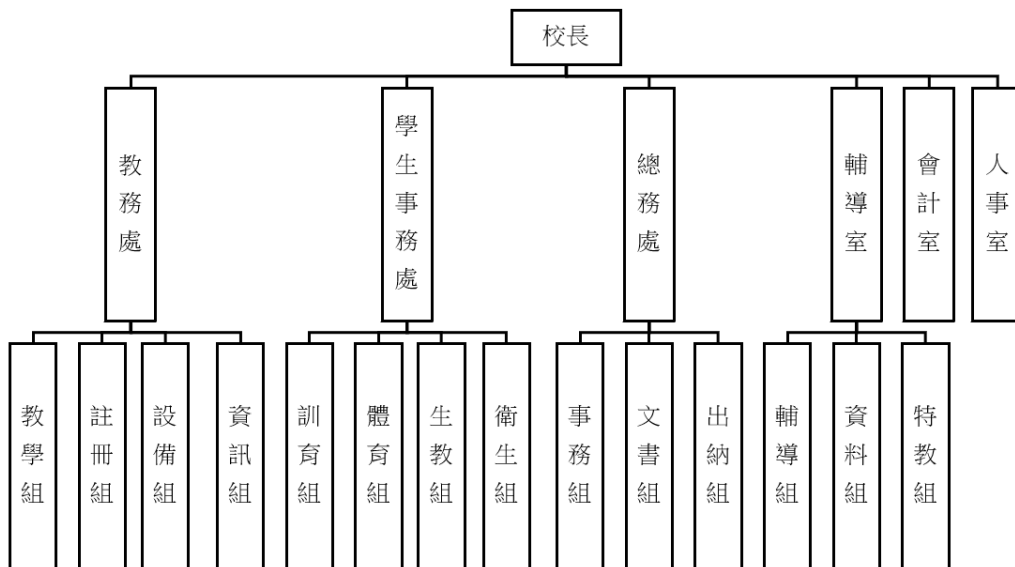 校長
教務處
學生事務處
總務處
輔導室
會計室
人事室
教學組
註冊組
設備組
資訊組
訓育組
體育組
生教組
衛生組
事務組
文書組
出納組
輔導組
資料組
特教組